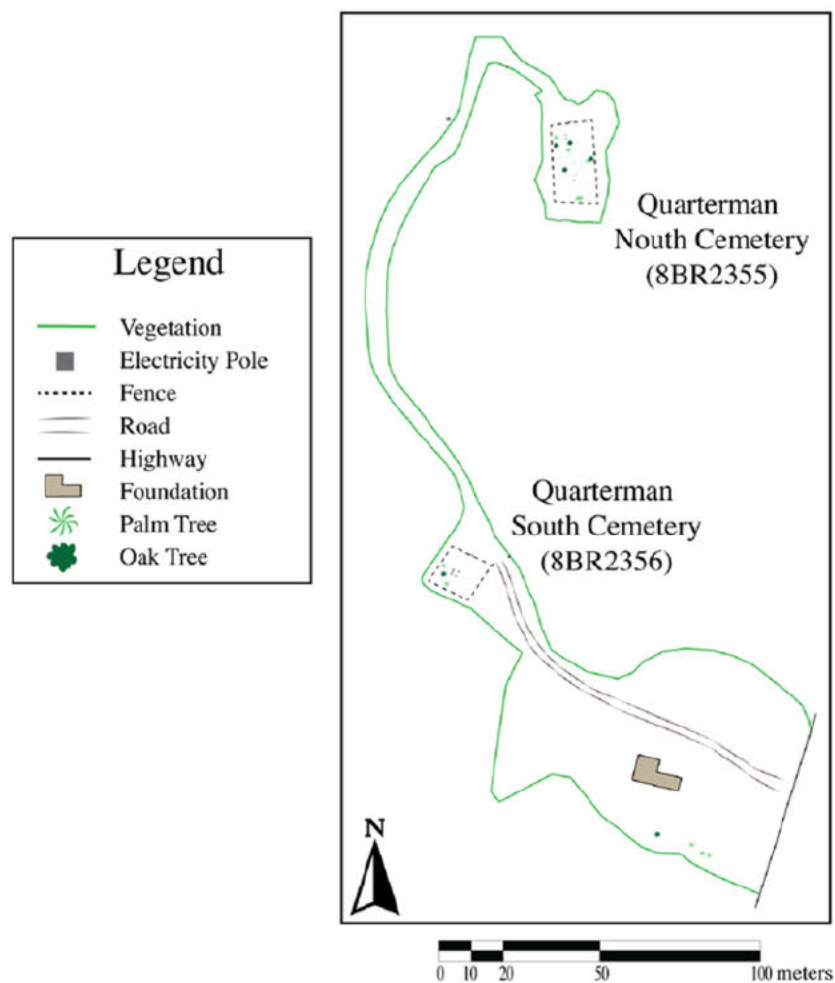 Quarterman
Nouth Cemetery
(8BR2355)
Legend
Vegetation
Electricity Pole
Fence
Road
Highway
Foundation
Palm Tree
Oak Tree
Quarterman
South Cemetery
(8BR2356)
N
0 10 20 50 100 meters